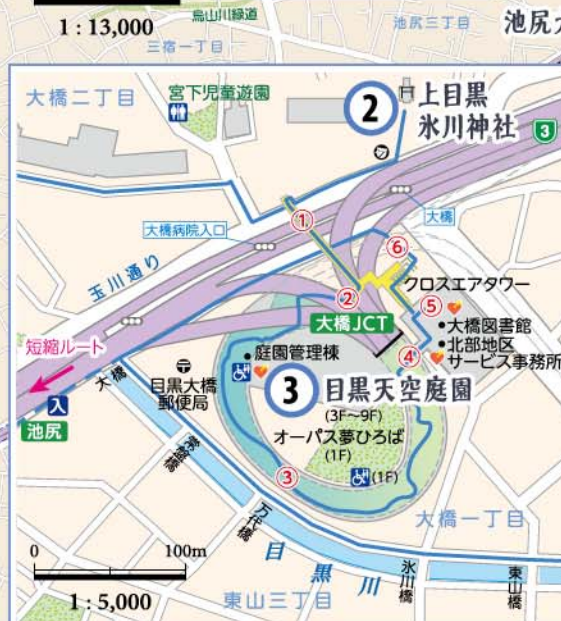 1：13,000
烏山川緑道
三宿一丁目
池尻三丁目
池尻
大橋二丁目
宮下児童遊園
2
上目黒
氷川神社
3
大橋
大橋病院入口
①
⑥
玉川通り
クロスエアタワー
②
⑤
大橋JCT
•大橋図書館
•北部地区
サービス事務所
④
短縮ルート
•庭園管理棟
大橋
目黒大橋
郵便局
3
目黒天空庭園
(3F〜9F)
入
池尻
オーパス夢ひろば
(1F)
常盤橋
③
(1F)
万代橋
大橋一丁目
0
100m
目黒川
氷川橋
東山橋
1：5,000
東山三丁目